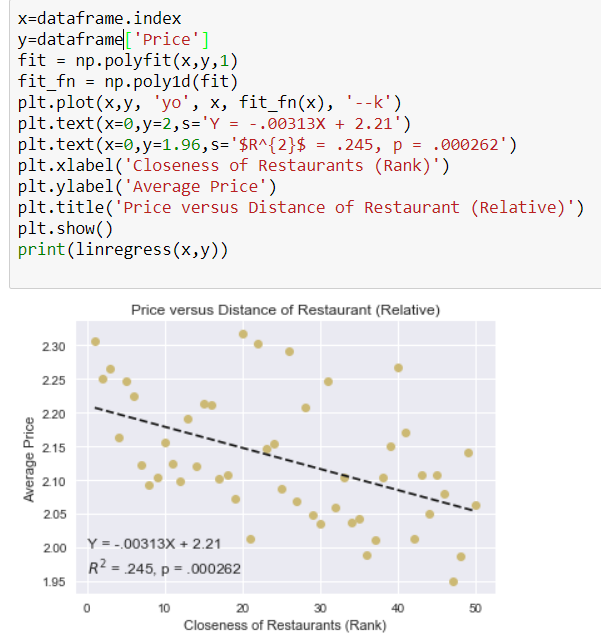 x=dataframe.index
y=dataframe['Price']
fit = np.polyfit(x,y,1)
fit_fn = np.poly1d(fit)
plt.plot(x,y, 'yo', x, fit_fn(x), '--k')
plt.text(x=0,y=2,s='Y = -.00313X + 2.21')
plt.text(x=0,y=1.96,s='$R^{2}$ = .245, p = .000262')
plt.xlabel('Closeness of Restaurants (Rank)')
plt.ylabel('Average Price')
plt.title('Price versus Distance of Restaurant (Relative)')
plt.show()
print(linregress(x,y))
Price versus Distance of Restaurant (Relative)
Average Price
2.30
2.25
2.20
2.15
2.10
2.05
2.00
1.95
Y = -.00313X + 2.21
R² = .245, p = .000262
0 10 20 30 40 50
Closeness of Restaurants (Rank)